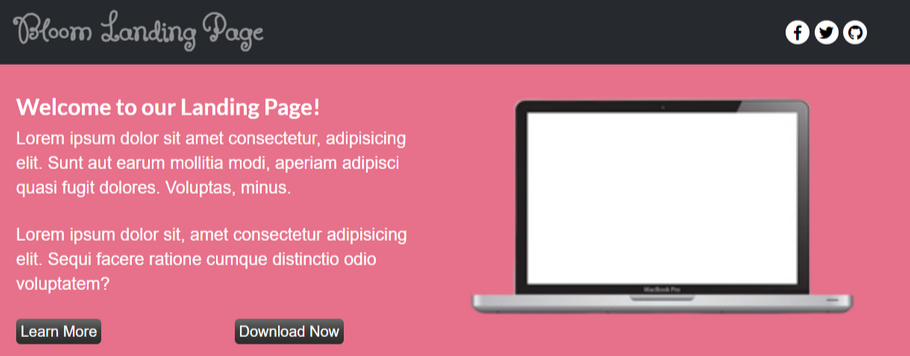 Bloom Landing Page
Welcome to our Landing Page!
Lorem ipsum dolor sit amet consectetur, adipisicing
elit. Sunt aut earum mollitia modi, aperiam adipisci
quasi fugit dolores. Voluptas, minus.
Lorem ipsum dolor sit, amet consectetur adipisicing
elit. Sequi facere ratione cumque distinctio odio
voluptatem?
Learn More
Download Now
MacBook Pro